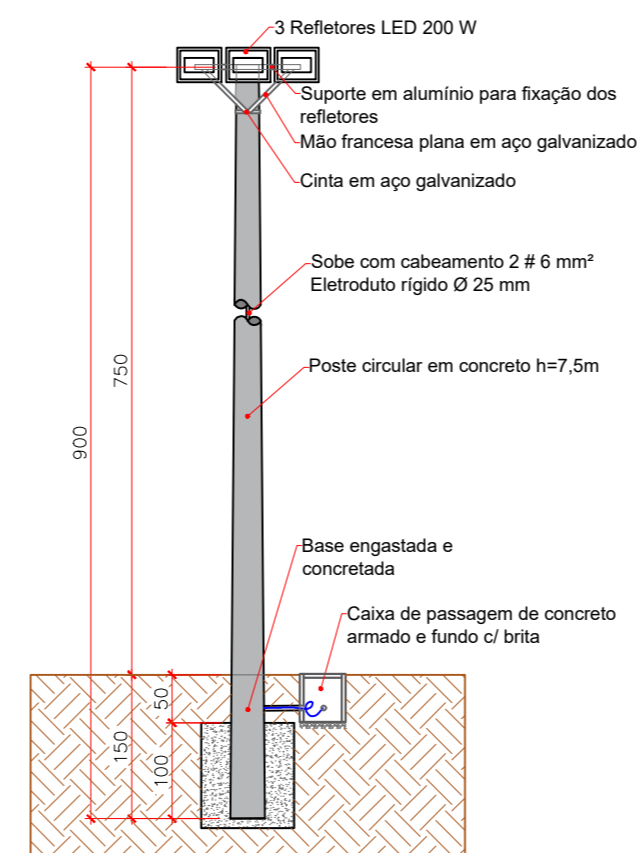 3 Refletores LED 200 W
Suporte em alumínio para fixação dos
refletores
Mão francesa plana em aço galvanizado
Cinta em aço galvanizado
Sobe com cabeamento 2 # 6 mm²
Eletroduto rígido Ø 25 mm
750
Poste circular em concreto h=7,5m
900
Base engastada e
concretada
Caixa de passagem de concreto
armado e fundo c/ brita
50
150
100